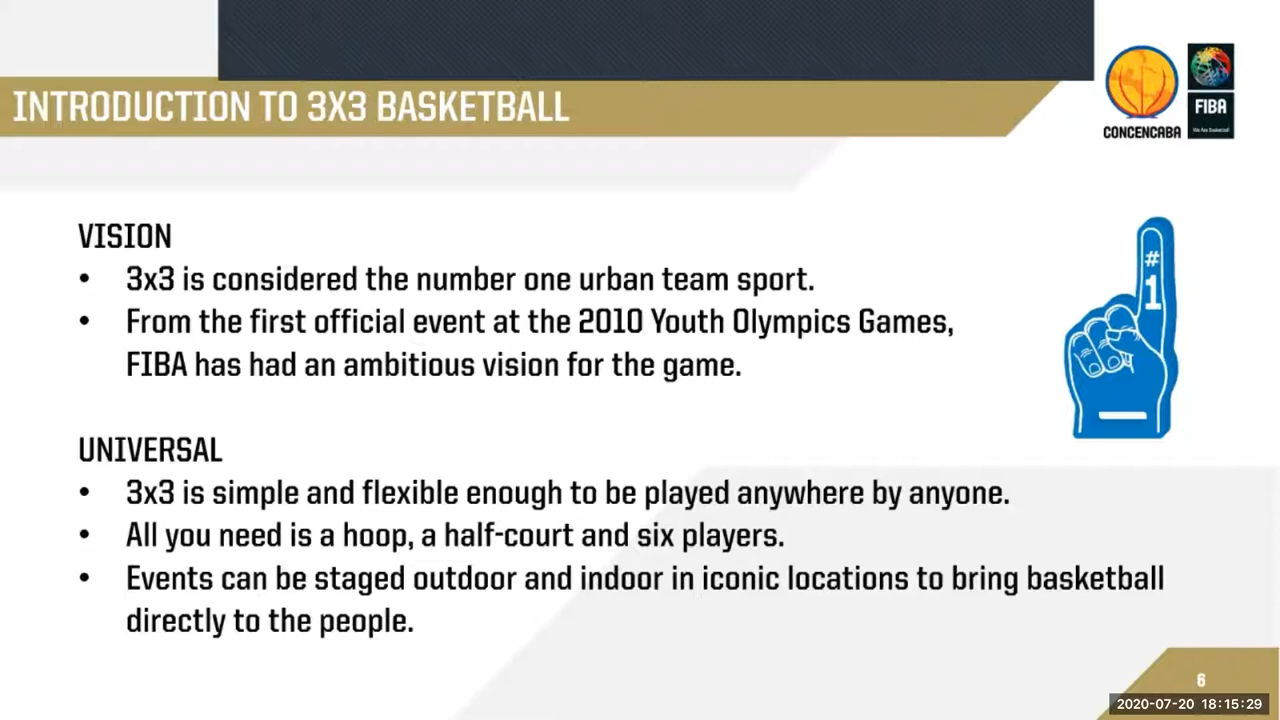 INTRODUCTION TO 3X3 BASKETBALL
CONCENCABA
FIBA
We Are Basketball
VISION
• 3x3 is considered the number one urban team sport.
• From the first official event at the 2010 Youth Olympics Games,
FIBA has had an ambitious vision for the game.
#
1
UNIVERSAL
• 3x3 is simple and flexible enough to be played anywhere by anyone.
• All you need is a hoop, a half-court and six players.
• Events can be staged outdoor and indoor in iconic locations to bring basketball
directly to the people.
6
2020-07-20 18:15:29